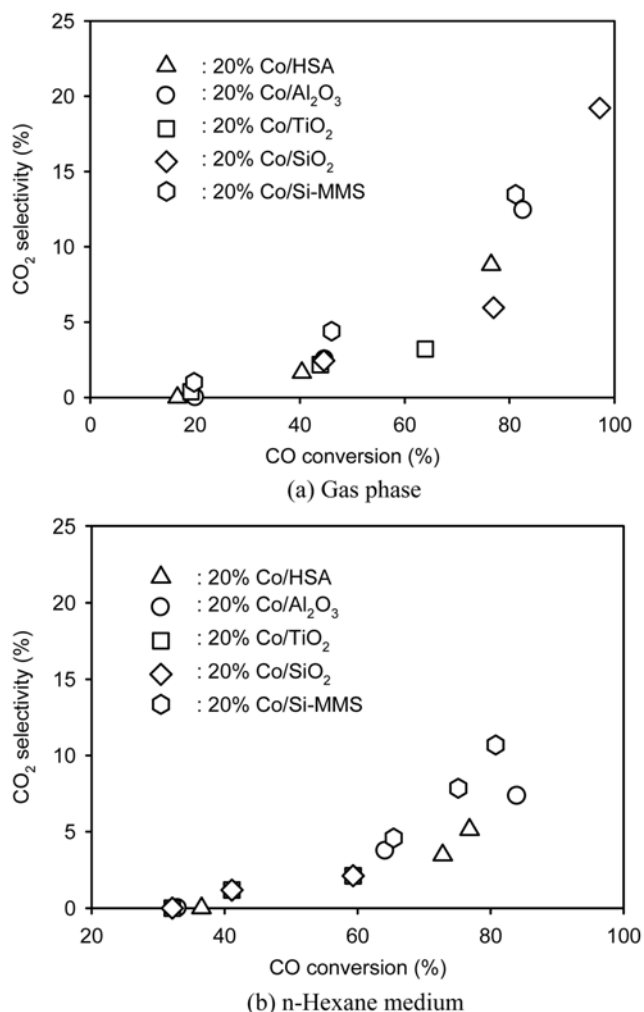 25
20
15
10
5
0
CO₂ selectivity (%)
: 20% Co/HSA
: 20% Co/Al₂O₃
: 20% Co/TiO₂
: 20% Co/SiO₂
: 20% Co/Si-MMS
0 20 40 60 80 100
CO conversion (%)
(a) Gas phase
25
20
15
10
5
0
CO₂ selectivity (%)
: 20% Co/HSA
: 20% Co/Al₂O₃
: 20% Co/TiO₂
: 20% Co/SiO₂
: 20% Co/Si-MMS
20 40 60 80 100
CO conversion (%)
(b) n-Hexane medium